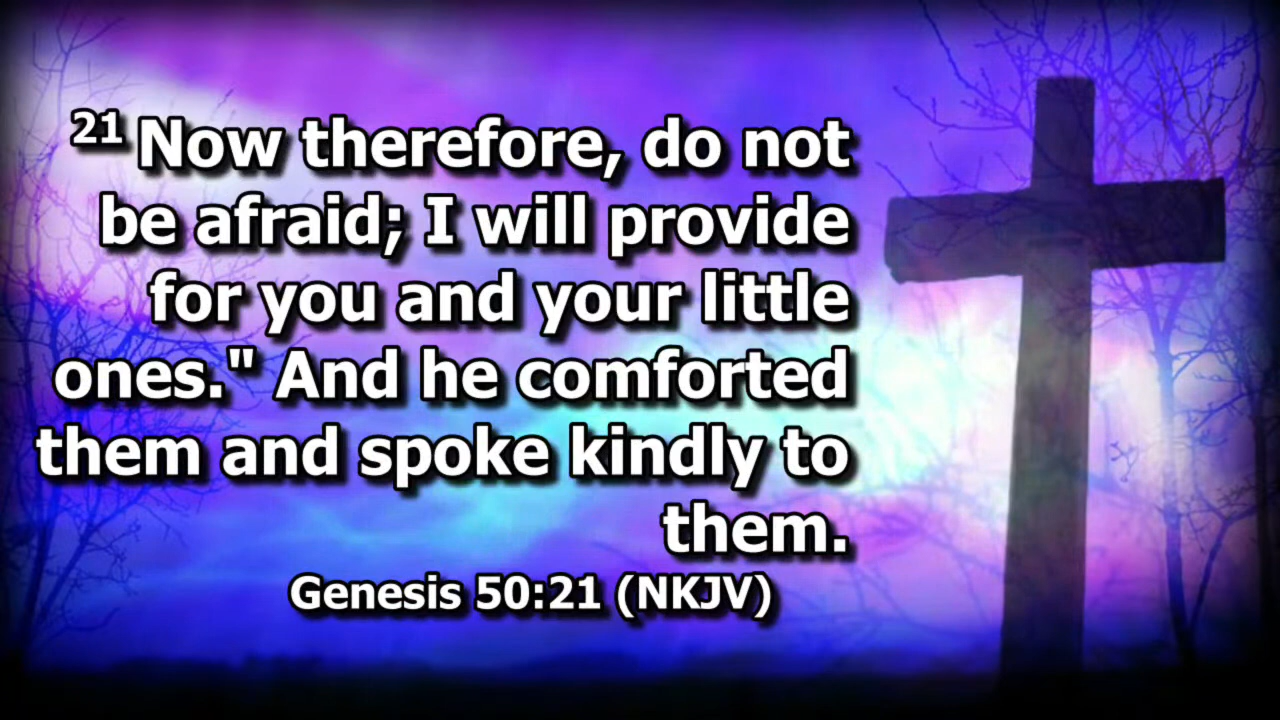 21 Now therefore, do not
be afraid; I will provide
for you and your little
ones." And he comforted
them and spoke kindly to
them.
Genesis 50:21 (NKJV)